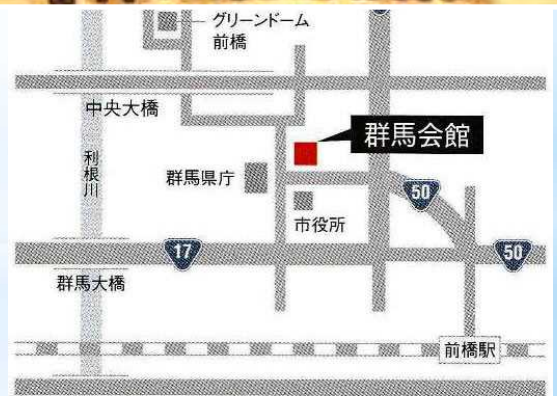 グリーンドーム
前橋
中央大橋
群馬会館
利根川
群馬県庁
50
市役所
17
50
群馬大橋
前橋駅